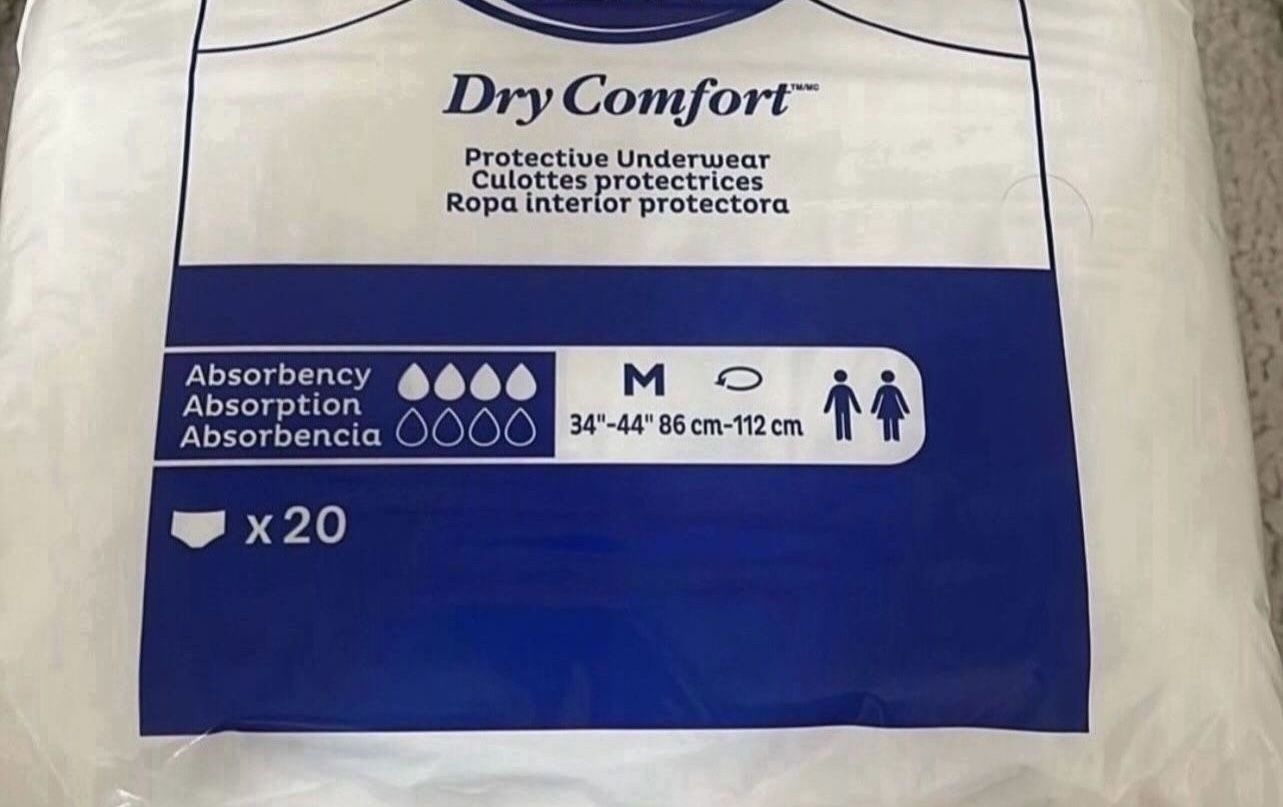 Dry Comfort™/MC
Protective Underwear
Culottes protectrices
Ropa interior protectora
Absorbency
Absorption
Absorbencia
M
34"-44" 86 cm-112 cm
x 20